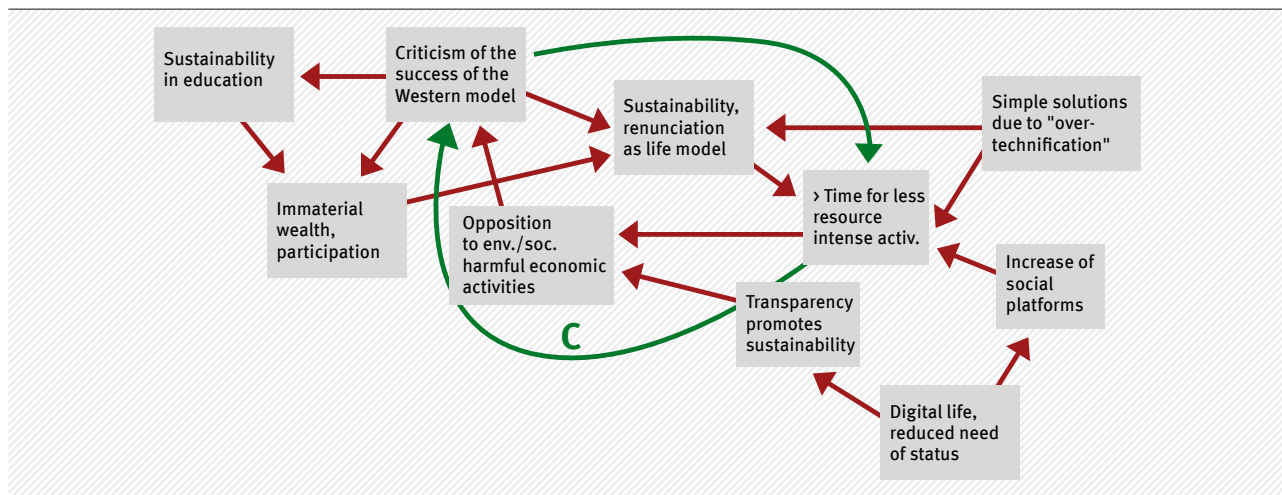 Sustainability
in education
Criticism of the
success of the
Western model
Sustainability,
renunciation
as life model
Simple solutions
due to "over-
technification"
Immaterial
wealth,
participation
Opposition
to env./soc.
harmful economic
activities
> Time for less
resource
intense activ.
Increase of
social
platforms
Transparency
promotes
sustainability
C
Digital life,
reduced need
of status